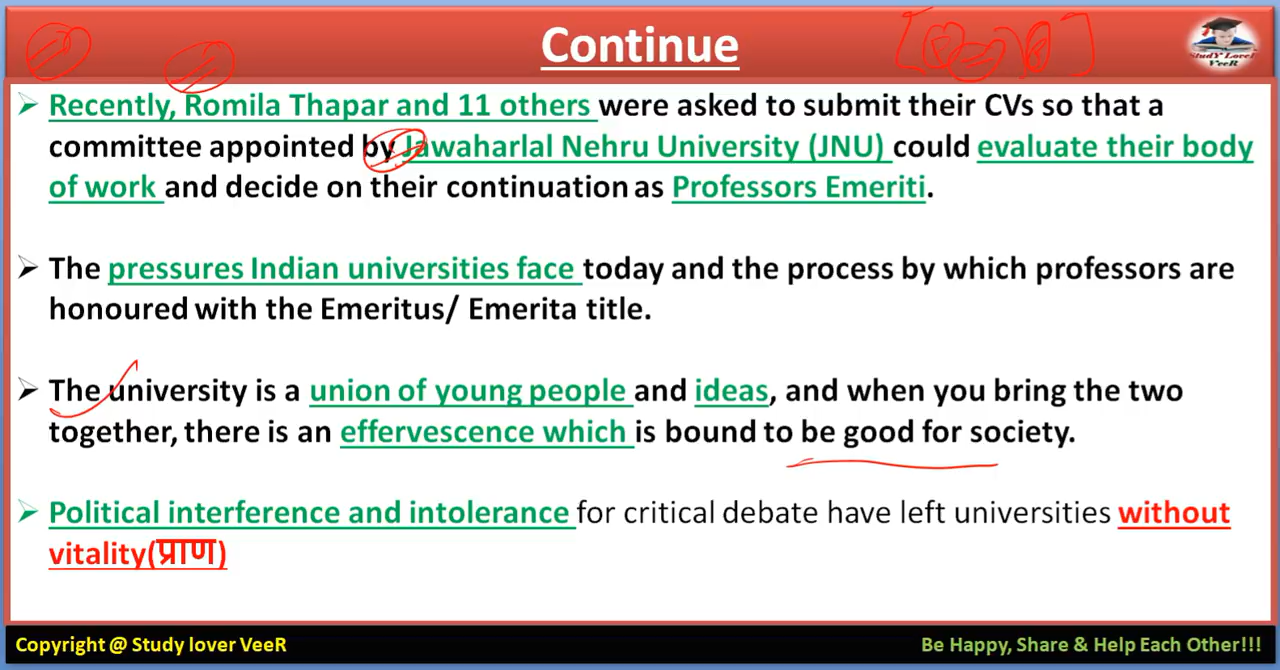 Continue
StudY LoveR
VeeR
➢ Recently, Romila Thapar and 11 others were asked to submit their CVs so that a
committee appointed by Jawaharlal Nehru University (JNU) could evaluate their body
of work and decide on their continuation as Professors Emeriti.
➢ The pressures Indian universities face today and the process by which professors are
honoured with the Emeritus/ Emerita title.
➢ The university is a union of young people and ideas, and when you bring the two
together, there is an effervescence which is bound to be good for society.
➢ Political interference and intolerance for critical debate have left universities without
vitality(प्राण)
Copyright @ Study lover VeeR
Be Happy, Share & Help Each Other!!!